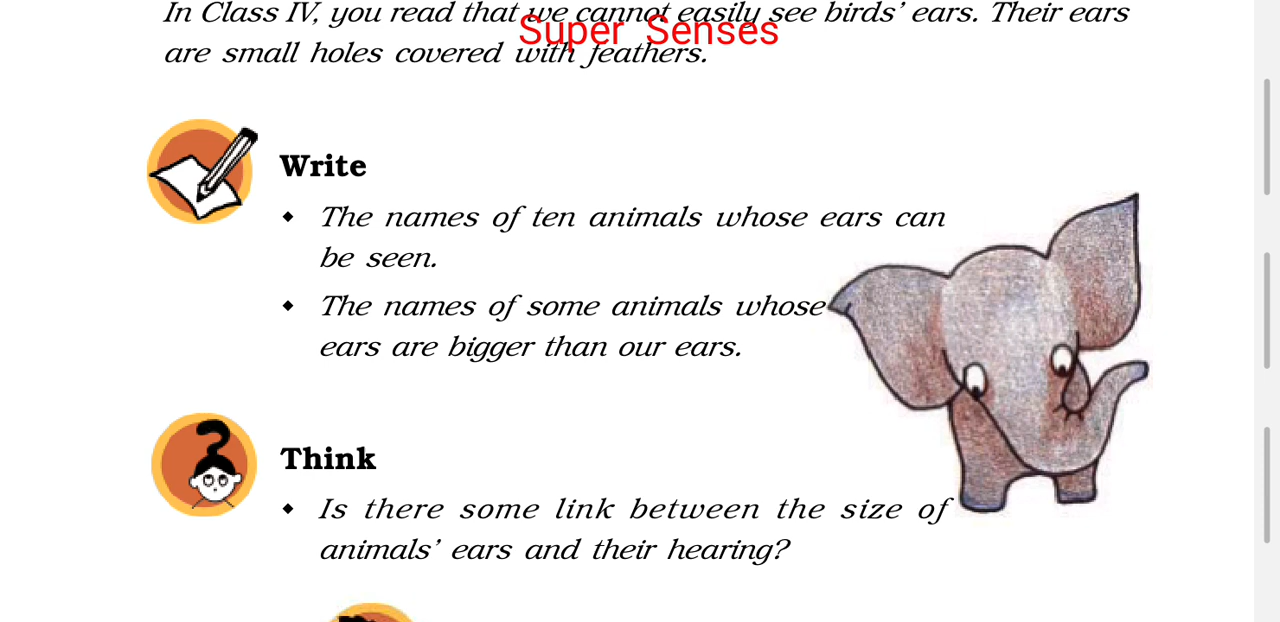 In Class IV, you read that we cannot easily see birds' ears. Their ears
Super Senses
are small holes covered with feathers.
Write
◆ The names of ten animals whose ears can
be seen.
◆ The names of some animals whose
ears are bigger than our ears.
Think
◆ Is there some link between the size of
animals' ears and their hearing?